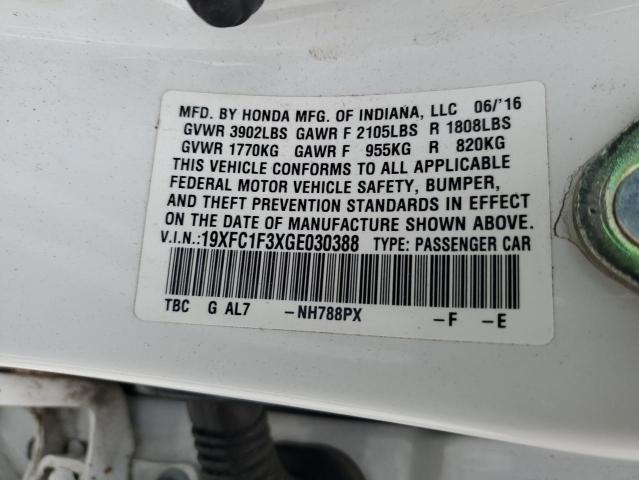 MFD. BY HONDA MFG. OF INDIANA, LLC 06/'16
GVWR 3902LBS GAWR F 2105LBS R 1808LBS
GVWR 1770KG GAWR F 955KG R 820KG
THIS VEHICLE CONFORMS TO ALL APPLICABLE
FEDERAL MOTOR VEHICLE SAFETY, BUMPER,
AND THEFT PREVENTION STANDARDS IN EFFECT
ON THE DATE OF MANUFACTURE SHOWN ABOVE.
V.I.N.:19XFC1F3XGE030388 TYPE: PASSENGER CAR
TBC G AL7 -NH788PX -F -E